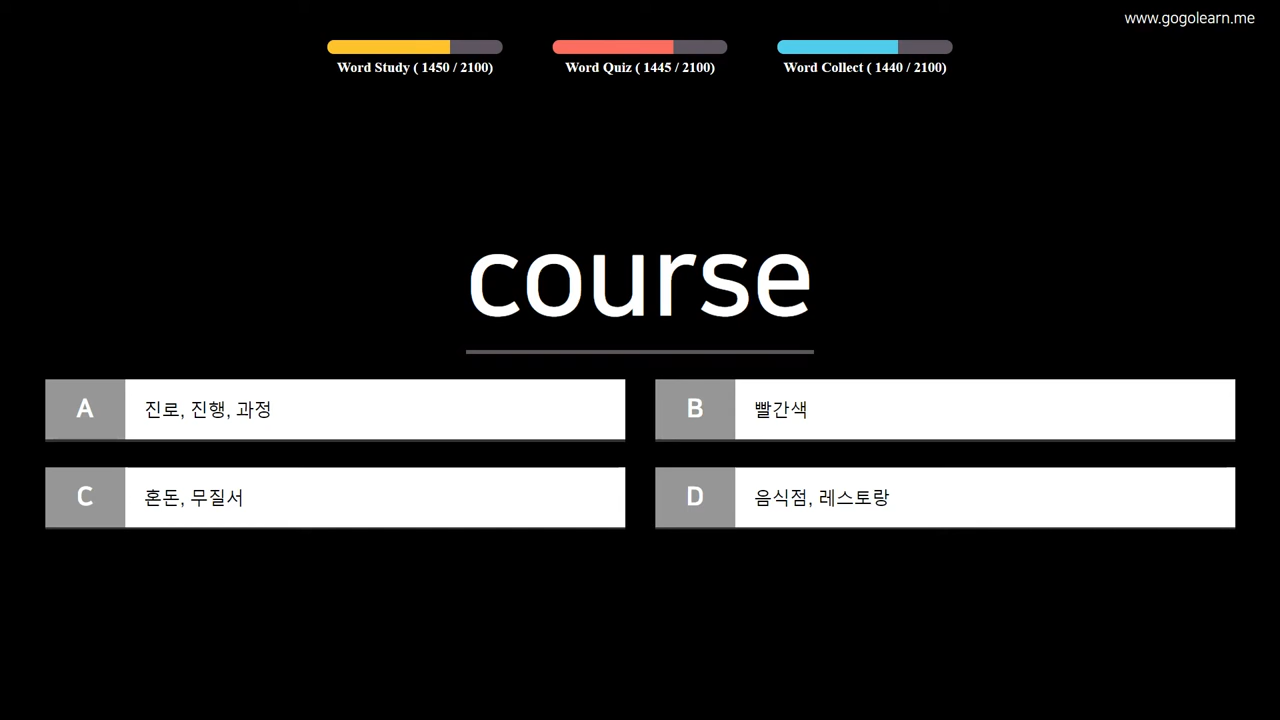 www.gogolearn.me
Word Study ( 1450 / 2100)
Word Quiz ( 1445 / 2100)
Word Collect ( 1440 / 2100)
course
A 진로, 진행, 과정
B 빨간색
C 혼돈, 무질서
D 음식점, 레스토랑